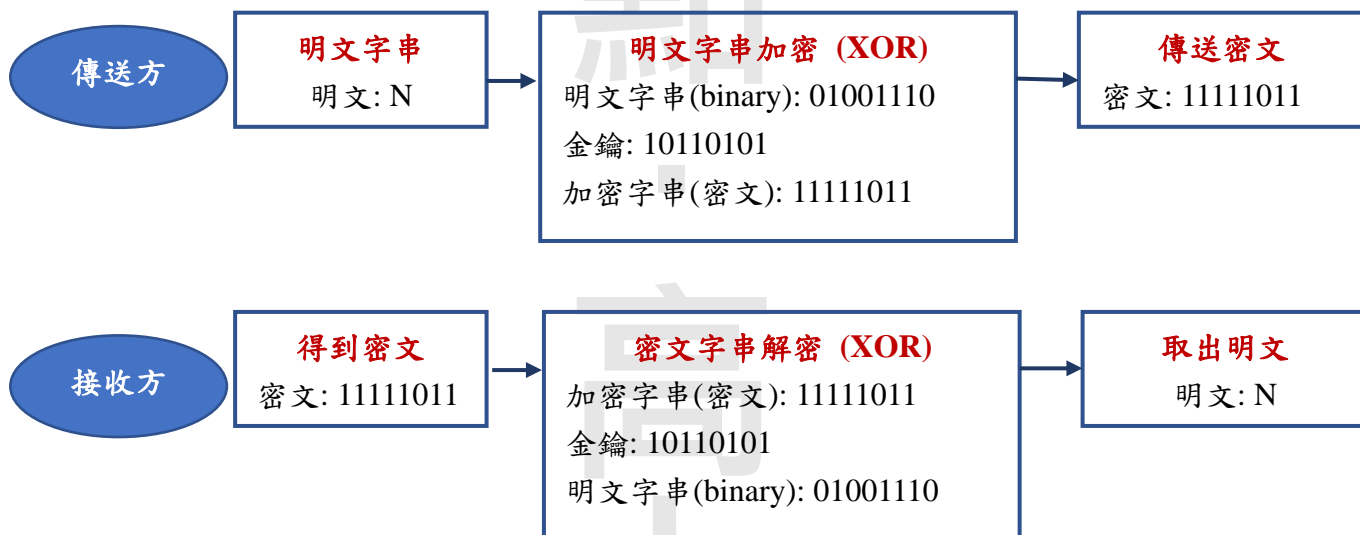 傳送方
明文字串
明文: N
明文字串加密 (XOR)
明文字串(binary): 01001110
金鑰: 10110101
加密字串(密文): 11111011
傳送密文
密文: 11111011
接收方
得到密文
密文: 11111011
密文字串解密 (XOR)
加密字串(密文): 11111011
金鑰: 10110101
明文字串(binary): 01001110
取出明文
明文: N
高